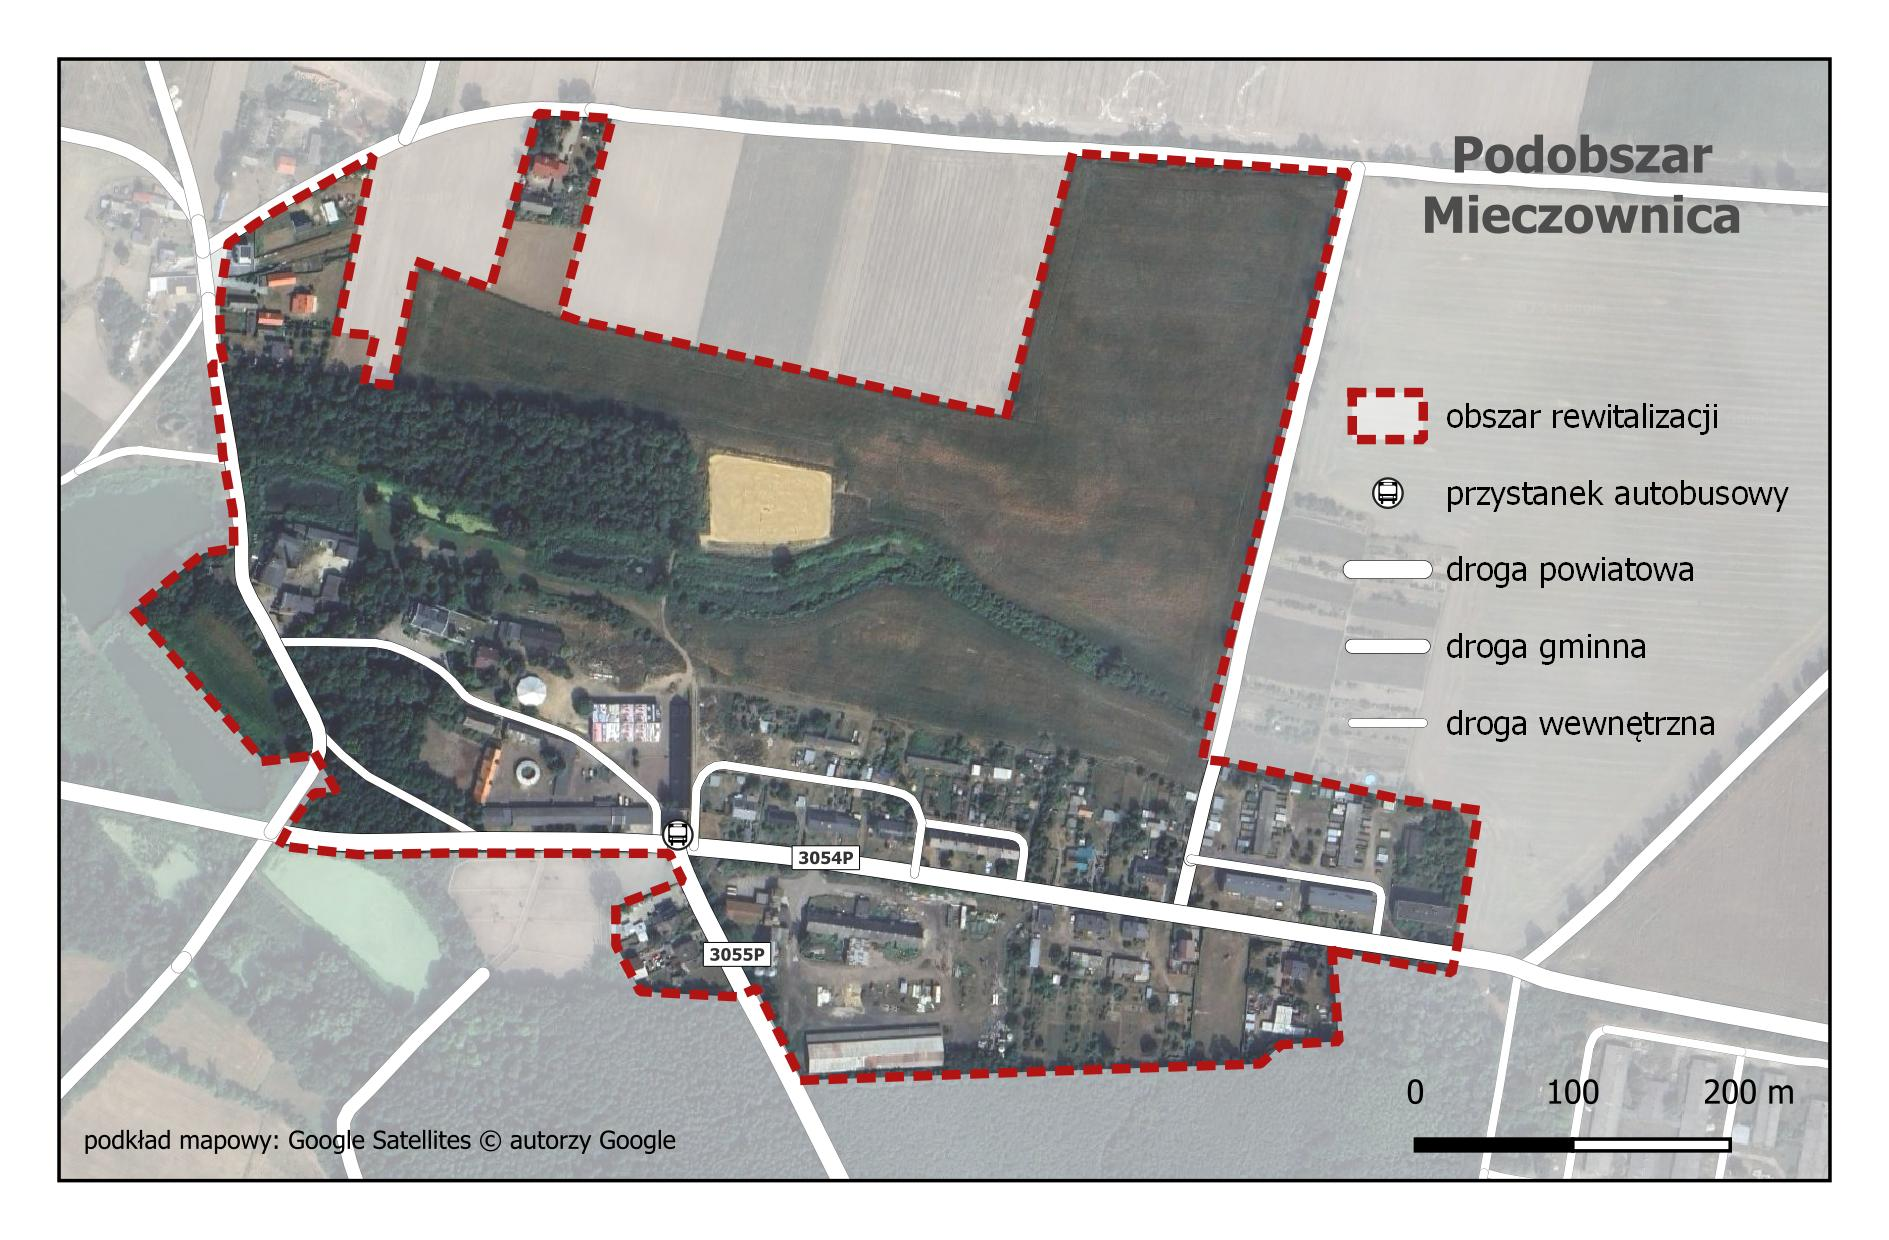 Podobszar
Mieczownica
obszar rewitalizacji
przystanek autobusowy
droga powiatowa
droga gminna
droga wewnętrzna
3054P
3055P
0 100 200 m
podkład mapowy: Google Satellites © autorzy Google